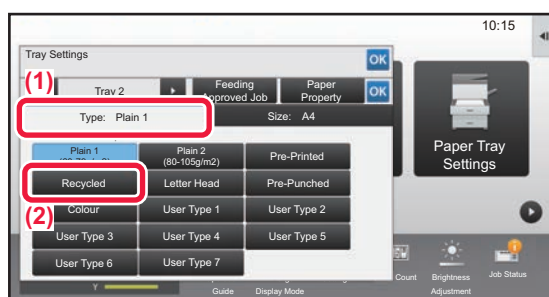 10:15
Tray Settings
OK
(1)
Tray 2
Feeding
Approved Job
Paper
Property
OK
Type: Plain 1
Size: A4
Plain 1
Plain 2
(80-105g/m2)
Pre-Printed
Paper Tray
Settings
Recycled
Letter Head
Pre-Punched
(2)
Colour
User Type 1
User Type 2
User Type 3
User Type 4
User Type 5
User Type 6
User Type 7
Y
Guide
Display Mode
Count
Brightness
Adjustment
Job Status